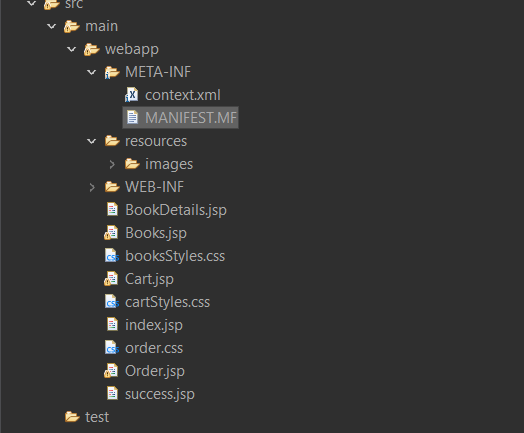 src
main
webapp
META-INF
context.xml
MANIFEST.MF
resources
images
WEB-INF
BookDetails.jsp
Books.jsp
booksStyles.css
Cart.jsp
cartStyles.css
index.jsp
order.css
Order.jsp
success.jsp
test